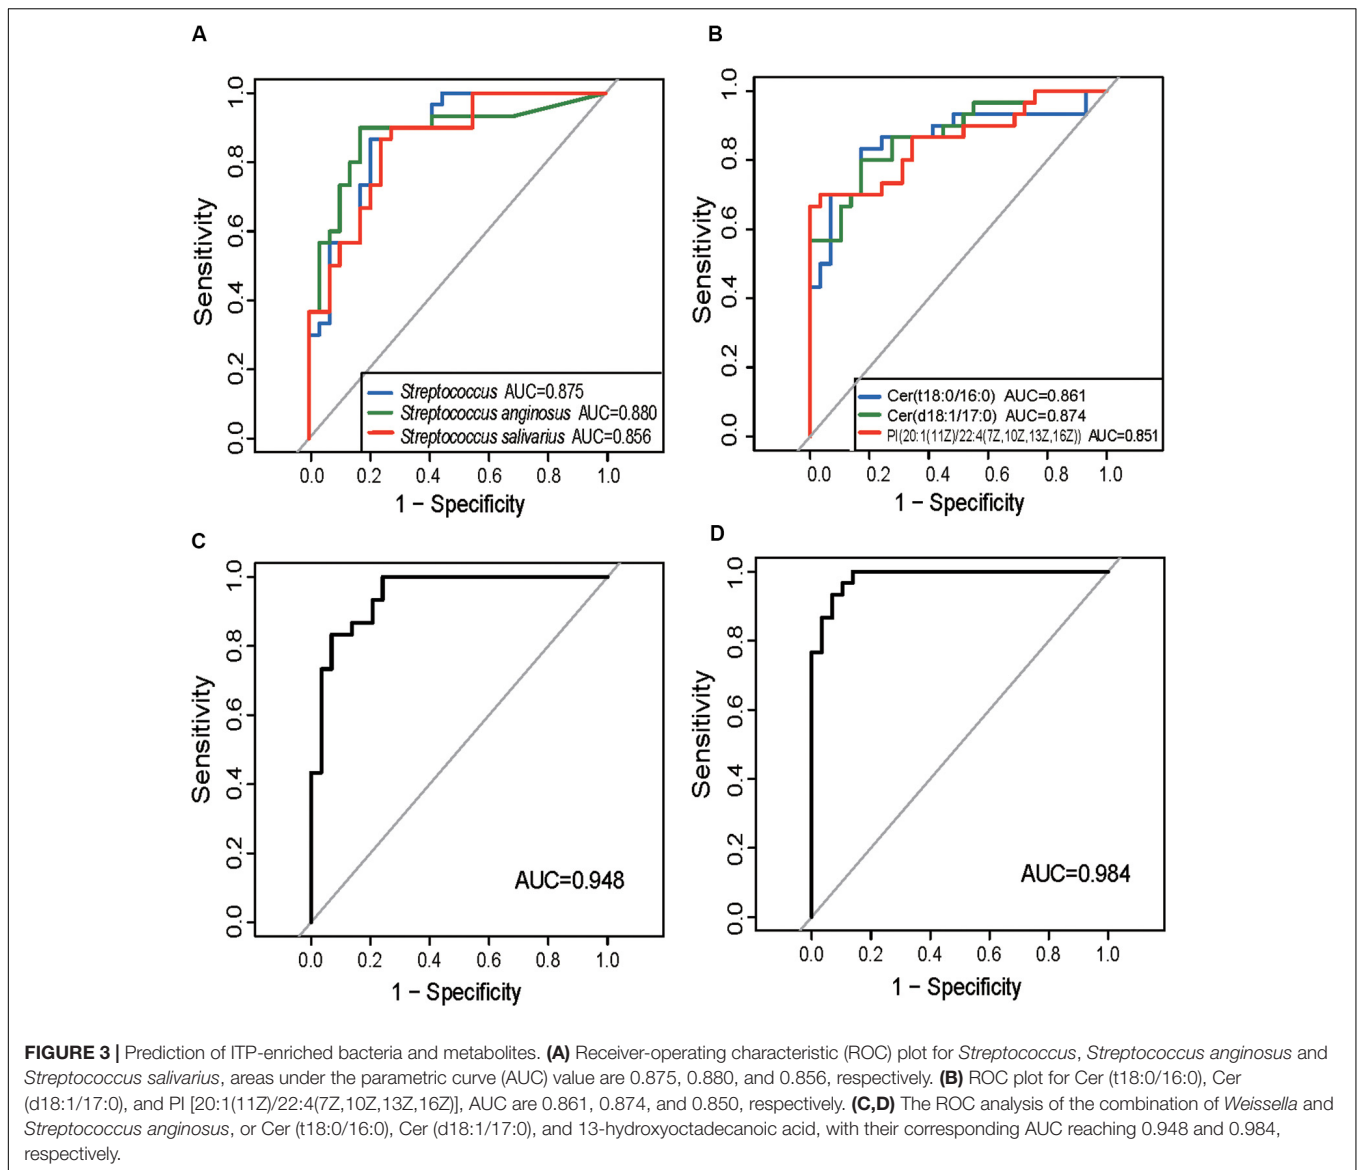 A
1.0
0.8
0.6
0.4
0.2
0.0
Sensitivity
Streptococcus AUC=0.875
Streptococcus anginosus AUC=0.880
Streptococcus salivarius AUC=0.856
0.0 0.2 0.4 0.6 0.8 1.0
1 − Specificity
B
1.0
0.8
0.6
0.4
0.2
0.0
Sensitivity
Cer(t18:0/16:0) AUC=0.861
Cer(d18:1/17:0) AUC=0.874
PI(20:1(11Z)/22:4(7Z,10Z,13Z,16Z)) AUC=0.851
0.0 0.2 0.4 0.6 0.8 1.0
1 − Specificity
C
1.0
0.8
0.6
0.4
0.2
0.0
Sensitivity
AUC=0.948
0.0 0.2 0.4 0.6 0.8 1.0
1 − Specificity
D
1.0
0.8
0.6
0.4
0.2
0.0
Sensitivity
AUC=0.984
0.0 0.2 0.4 0.6 0.8 1.0
1 − Specificity
FIGURE 3 | Prediction of ITP-enriched bacteria and metabolites. (A) Receiver-operating characteristic (ROC) plot for Streptococcus, Streptococcus anginosus and
Streptococcus salivarius, areas under the parametric curve (AUC) value are 0.875, 0.880, and 0.856, respectively. (B) ROC plot for Cer (t18:0/16:0), Cer
(d18:1/17:0), and PI [20:1(11Z)/22:4(7Z,10Z,13Z,16Z)], AUC are 0.861, 0.874, and 0.850, respectively. (C,D) The ROC analysis of the combination of Weissella and
Streptococcus anginosus, or Cer (t18:0/16:0), Cer (d18:1/17:0), and 13-hydroxyoctadecanoic acid, with their corresponding AUC reaching 0.948 and 0.984,
respectively.